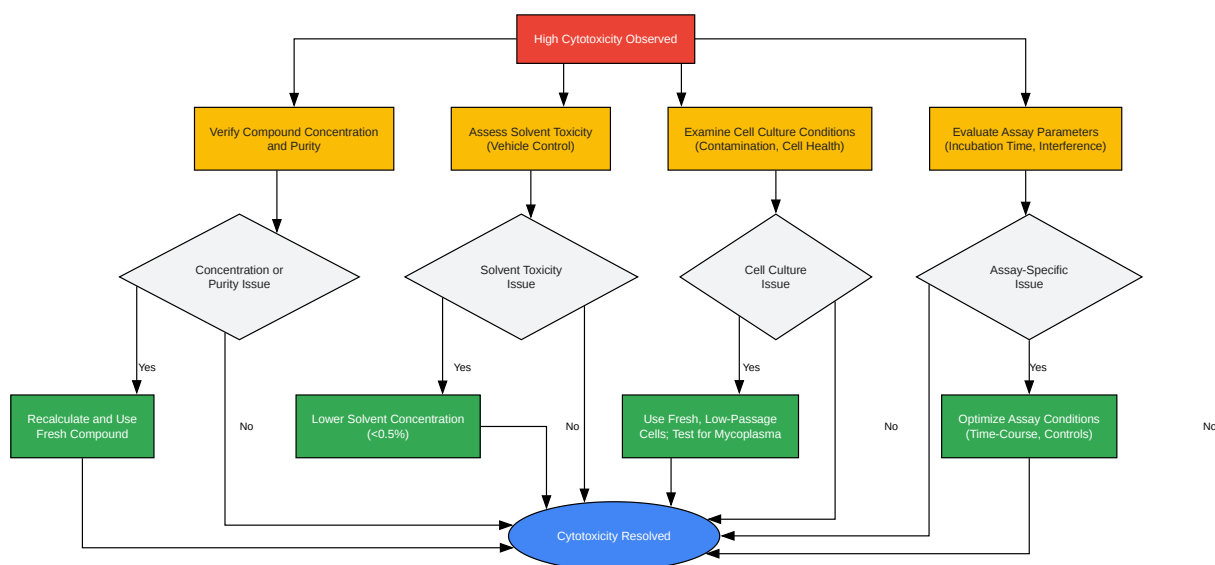 High Cytotoxicity Observed
Verify Compound Concentration
and Purity
Assess Solvent Toxicity
(Vehicle Control)
Examine Cell Culture Conditions
(Contamination, Cell Health)
Evaluate Assay Parameters
(Incubation Time, Interference)
Concentration or
Purity Issue
Solvent Toxicity
Issue
Cell Culture
Issue
Assay-Specific
Issue
Yes
Yes
Yes
Yes
Recalculate and Use
Fresh Compound
No
Lower Solvent Concentration
(<0.5%)
No
Use Fresh, Low-Passage
Cells; Test for Mycoplasma
No
Optimize Assay Conditions
(Time-Course, Controls)
No
Cytotoxicity Resolved